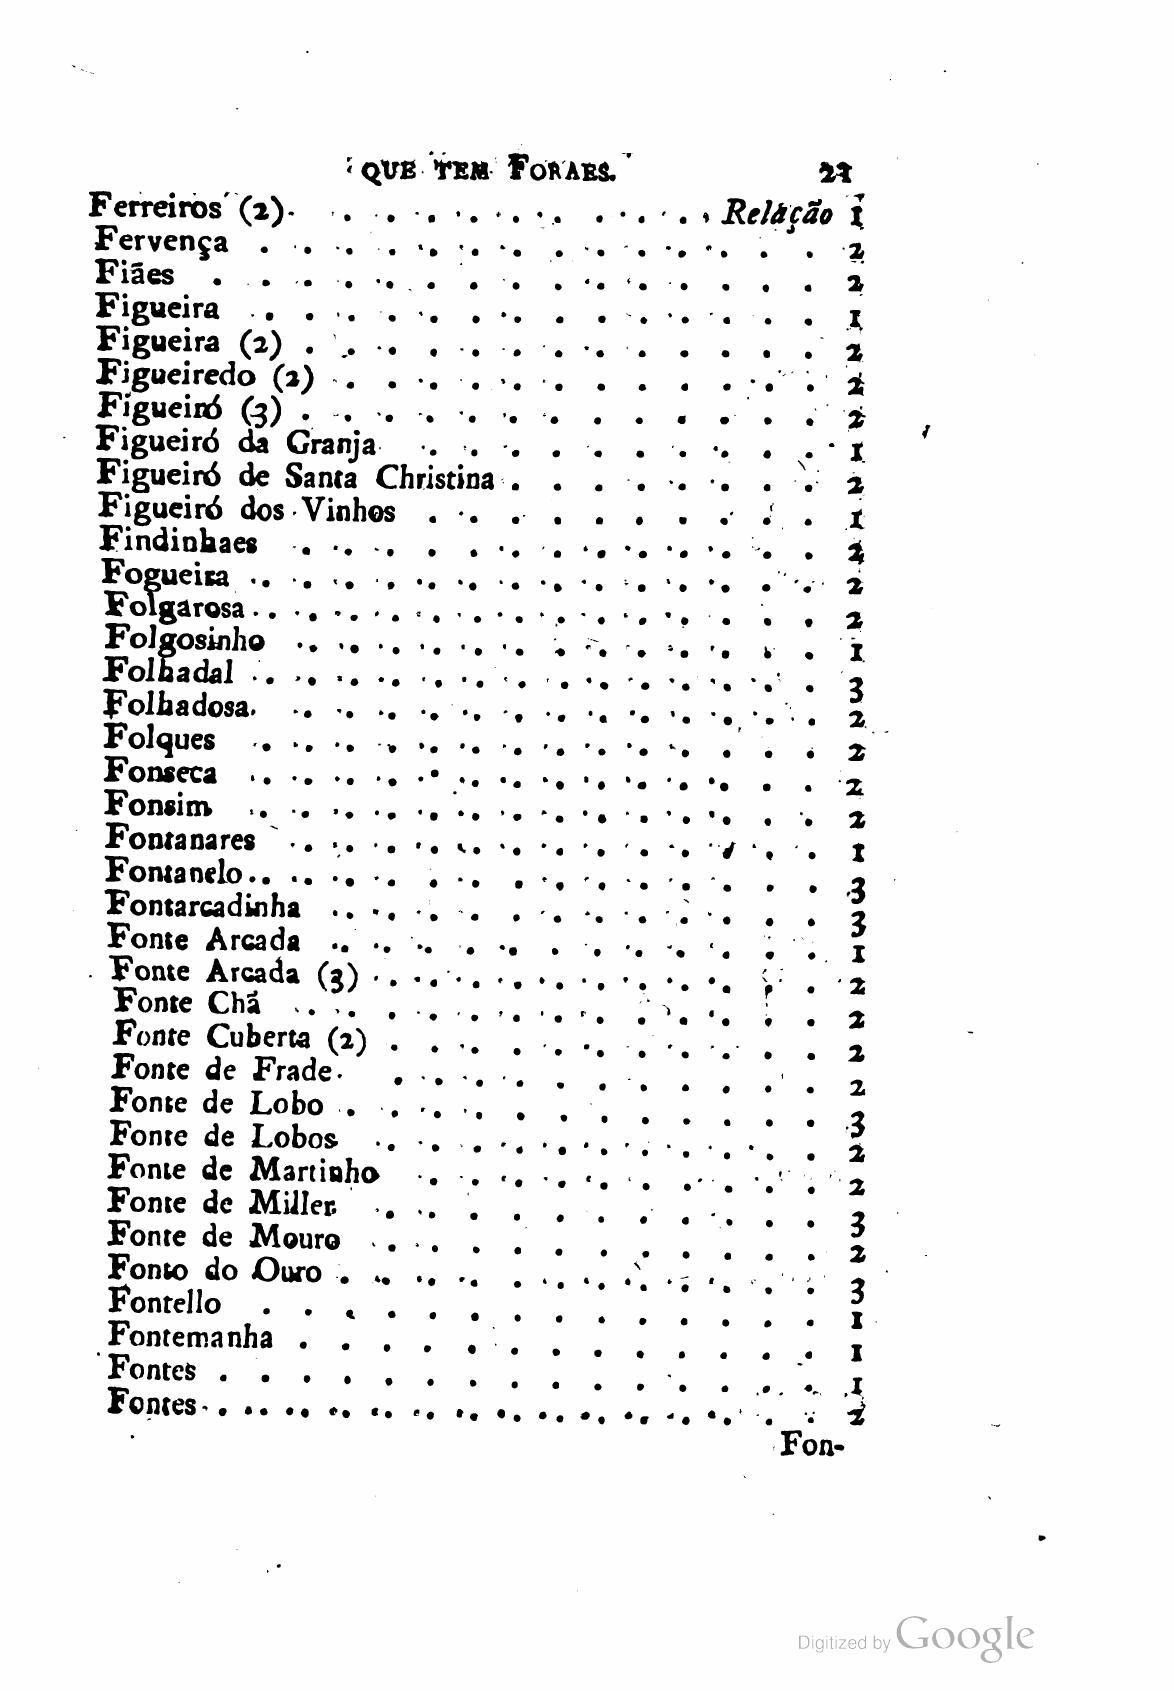 QUE TEM FORAES. 21
Ferreiros (2) . . . . . . . . . . . . Relação 1
Fervença . . . . . . . . . . . . 2
Fiães . . . . . . . . . . . . 2
Figueira . . . . . . . . . . . . 1
Figueira (2) . . . . . . . . . . . . 2
Figueiredo (2) . . . . . . . . . . . . 2
Figueiró (3) . . . . . . . . . . . . 2
Figueiró da Granja . . . . . . . . . . . . 1
Figueiró de Santa Christina . . . . . . . . . 2
Figueiró dos Vinhos . . . . . . . . . . . 1
Findinhaes . . . . . . . . . . . . 2
Fogueira . . . . . . . . . . . . 2
Folgarosa . . . . . . . . . . . . 2
Folgosinho . . . . . . . . . . . . 1
Folhadal . . . . . . . . . . . . 3
Folhadosa . . . . . . . . . . . . 2
Folques . . . . . . . . . . . . 2
Fonseca . . . . . . . . . . . . 2
Fonsim . . . . . . . . . . . . 2
Fontanares . . . . . . . . . . . . 1
Fontanelo . . . . . . . . . . . . 3
Fontarcadinha . . . . . . . . . . . . 3
Fonte Arcada . . . . . . . . . . . . 1
Fonte Arcada (3) . . . . . . . . . . . . 2
Fonte Chã . . . . . . . . . . . . 2
Fonte Cuberta (2) . . . . . . . . . . . 2
Fonte de Frade . . . . . . . . . . . 2
Fonte de Lobo . . . . . . . . . . . . 3
Fonte de Lobos . . . . . . . . . . . . 2
Fonte de Martinho . . . . . . . . . . . 2
Fonte de Miller . . . . . . . . . . . . 3
Fonte de Mouro . . . . . . . . . . . . 2
Fonto do Ouro . . . . . . . . . . . . 3
Fontello . . . . . . . . . . . . 1
Fontemanha . . . . . . . . . . . . 1
Fontes . . . . . . . . . . . . 1
Fontes . . . . . . . . . . . . 2
Fon-
Digitized by Google